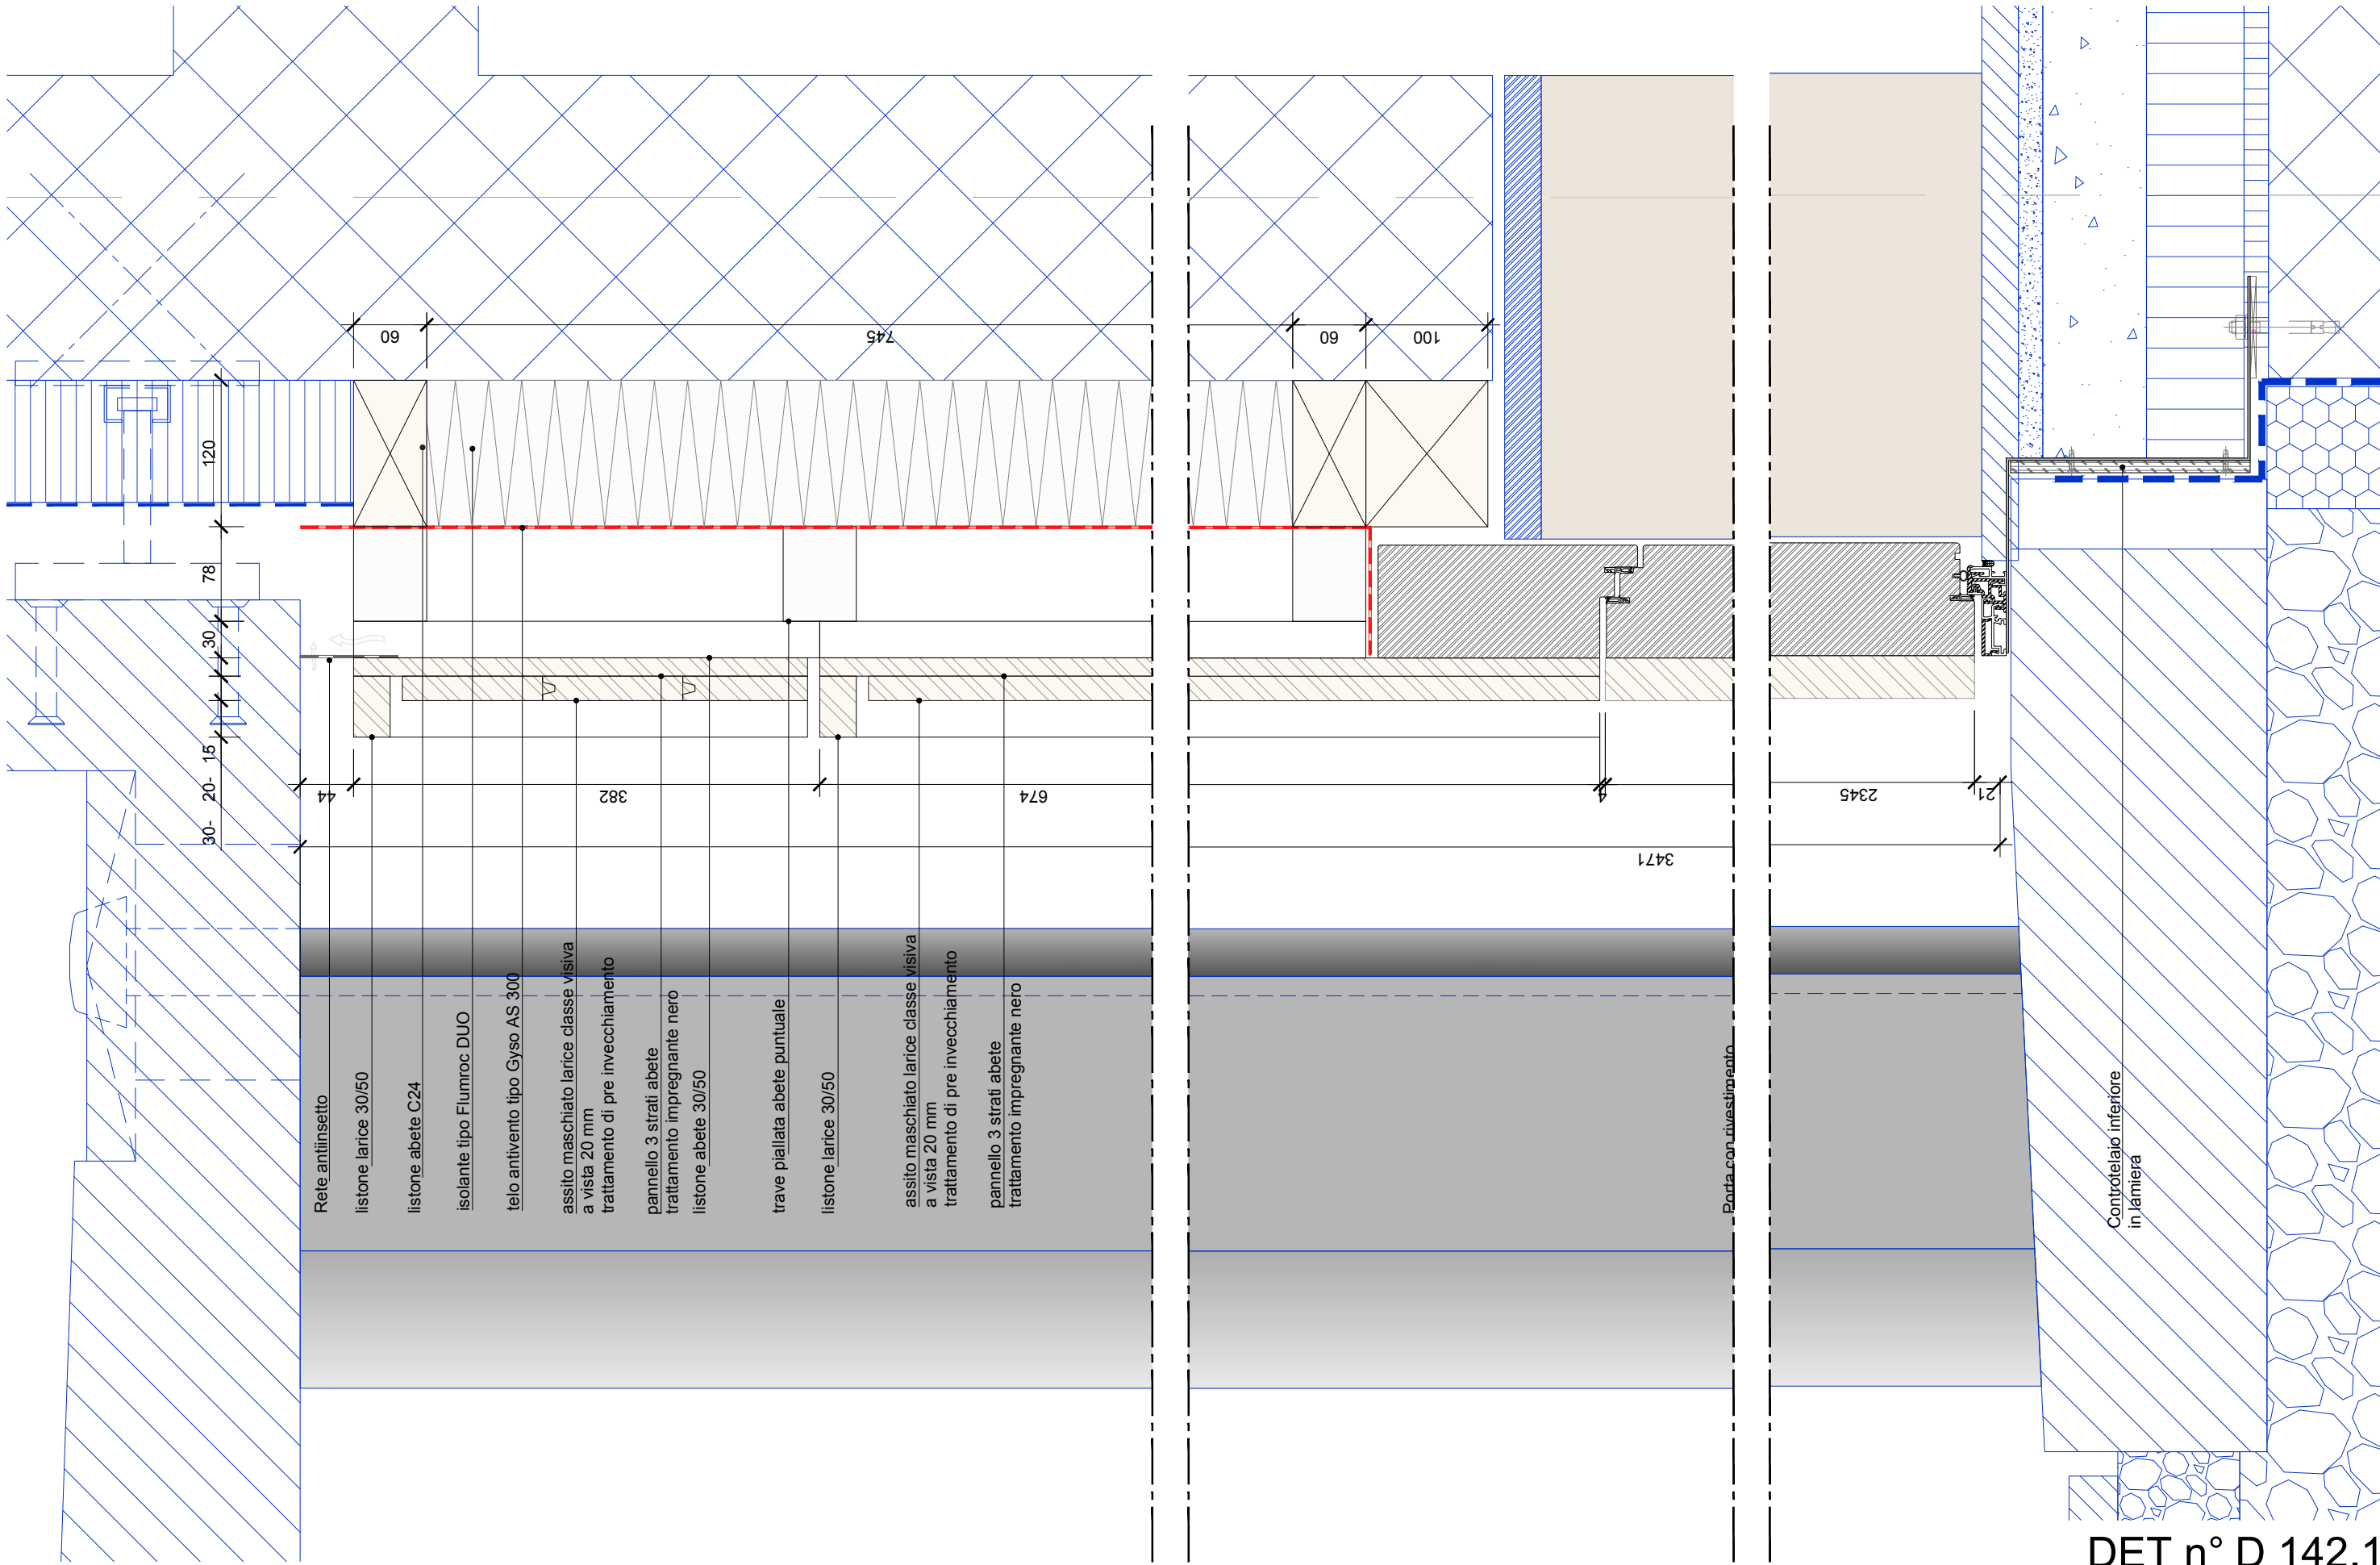 60
745
60
100
120
78
30
15
20-
30-
44
382
674
4
2345
21
3471
Rete antiinsetto
listone larice 30/50
listone abete C24
isolante tipo Flumroc DUO
telo antivento tipo Gyso AS 300
assito maschiato larice classe visiva
a vista 20 mm
trattamento di pre invecchiamento
pannello 3 strati abete
trattamento impregnante nero
listone abete 30/50
trave piallata abete puntuale
listone larice 30/50
assito maschiato larice classe visiva
a vista 20 mm
trattamento di pre invecchiamento
pannello 3 strati abete
trattamento impregnante nero
Porta con rivestimento
Controtelaio inferiore
in lamiera
DET n° D 142.1